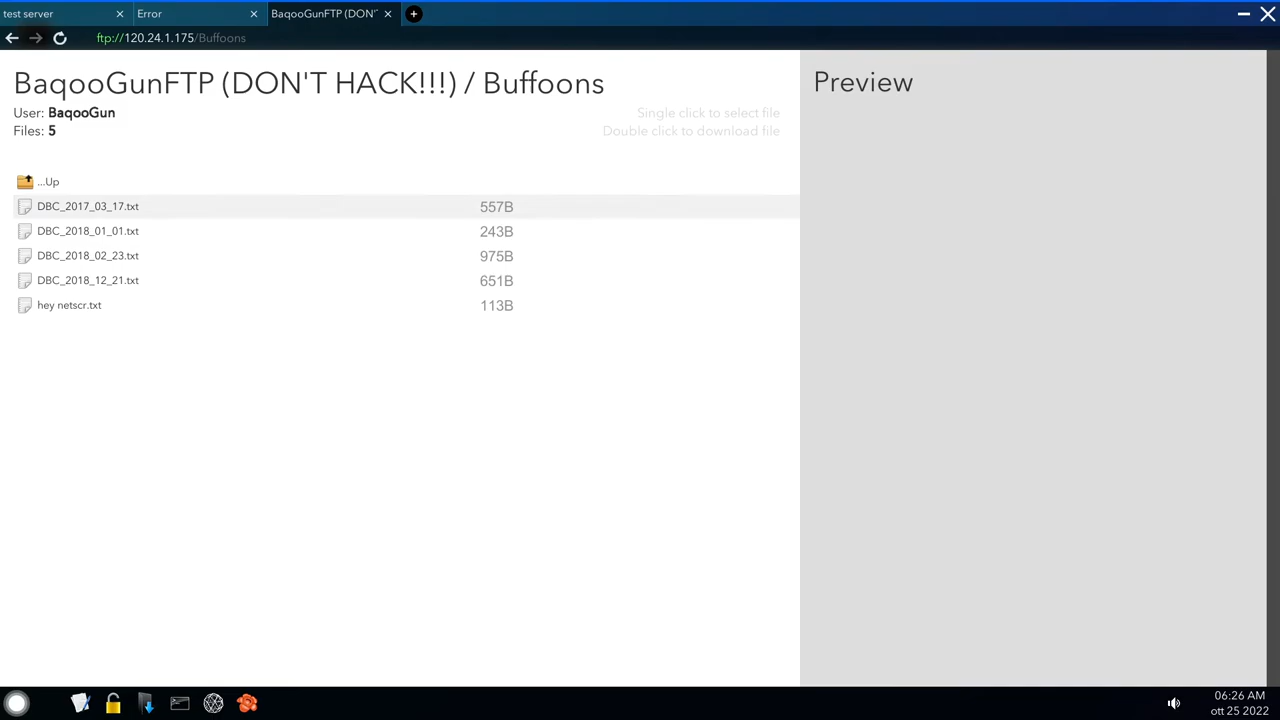 test server
Error
BaqooGunFTP (DON'T
ftp://120.24.1.175/Buffoons
BaqooGunFTP (DON'T HACK!!!) / Buffoons
User: BaqooGun
Files: 5
Single click to select file
Double click to download file
...Up
DBC_2017_03_17.txt 557B
DBC_2018_01_01.txt 243B
DBC_2018_02_23.txt 975B
DBC_2018_12_21.txt 651B
hey netscr.txt 113B
Preview
06:26 AM
ott 25 2022